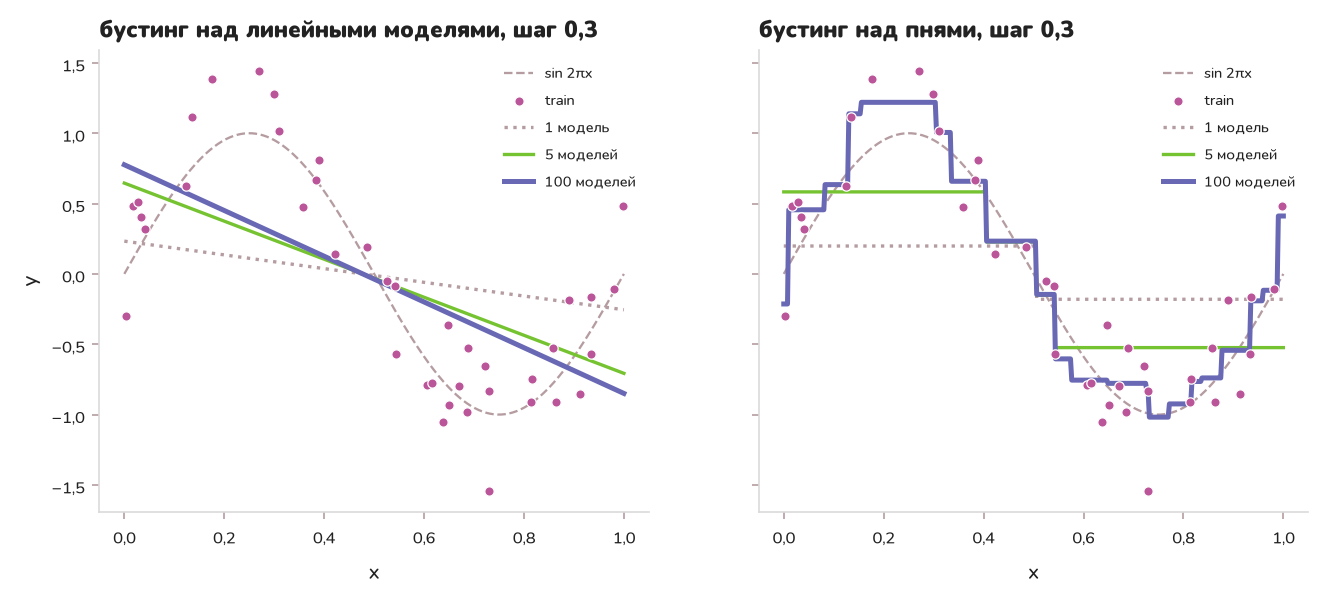 бустинг над линейными моделями, шаг 0,3
1,5
1,0
0,5
0,0
−0,5
−1,0
−1,5
y
0,0
0,2
0,4
0,6
0,8
1,0
x
sin 2πx
train
1 модель
5 моделей
100 моделей
бустинг над пнями, шаг 0,3
sin 2πx
train
1 модель
5 моделей
100 моделей
0,0
0,2
0,4
0,6
0,8
1,0
x